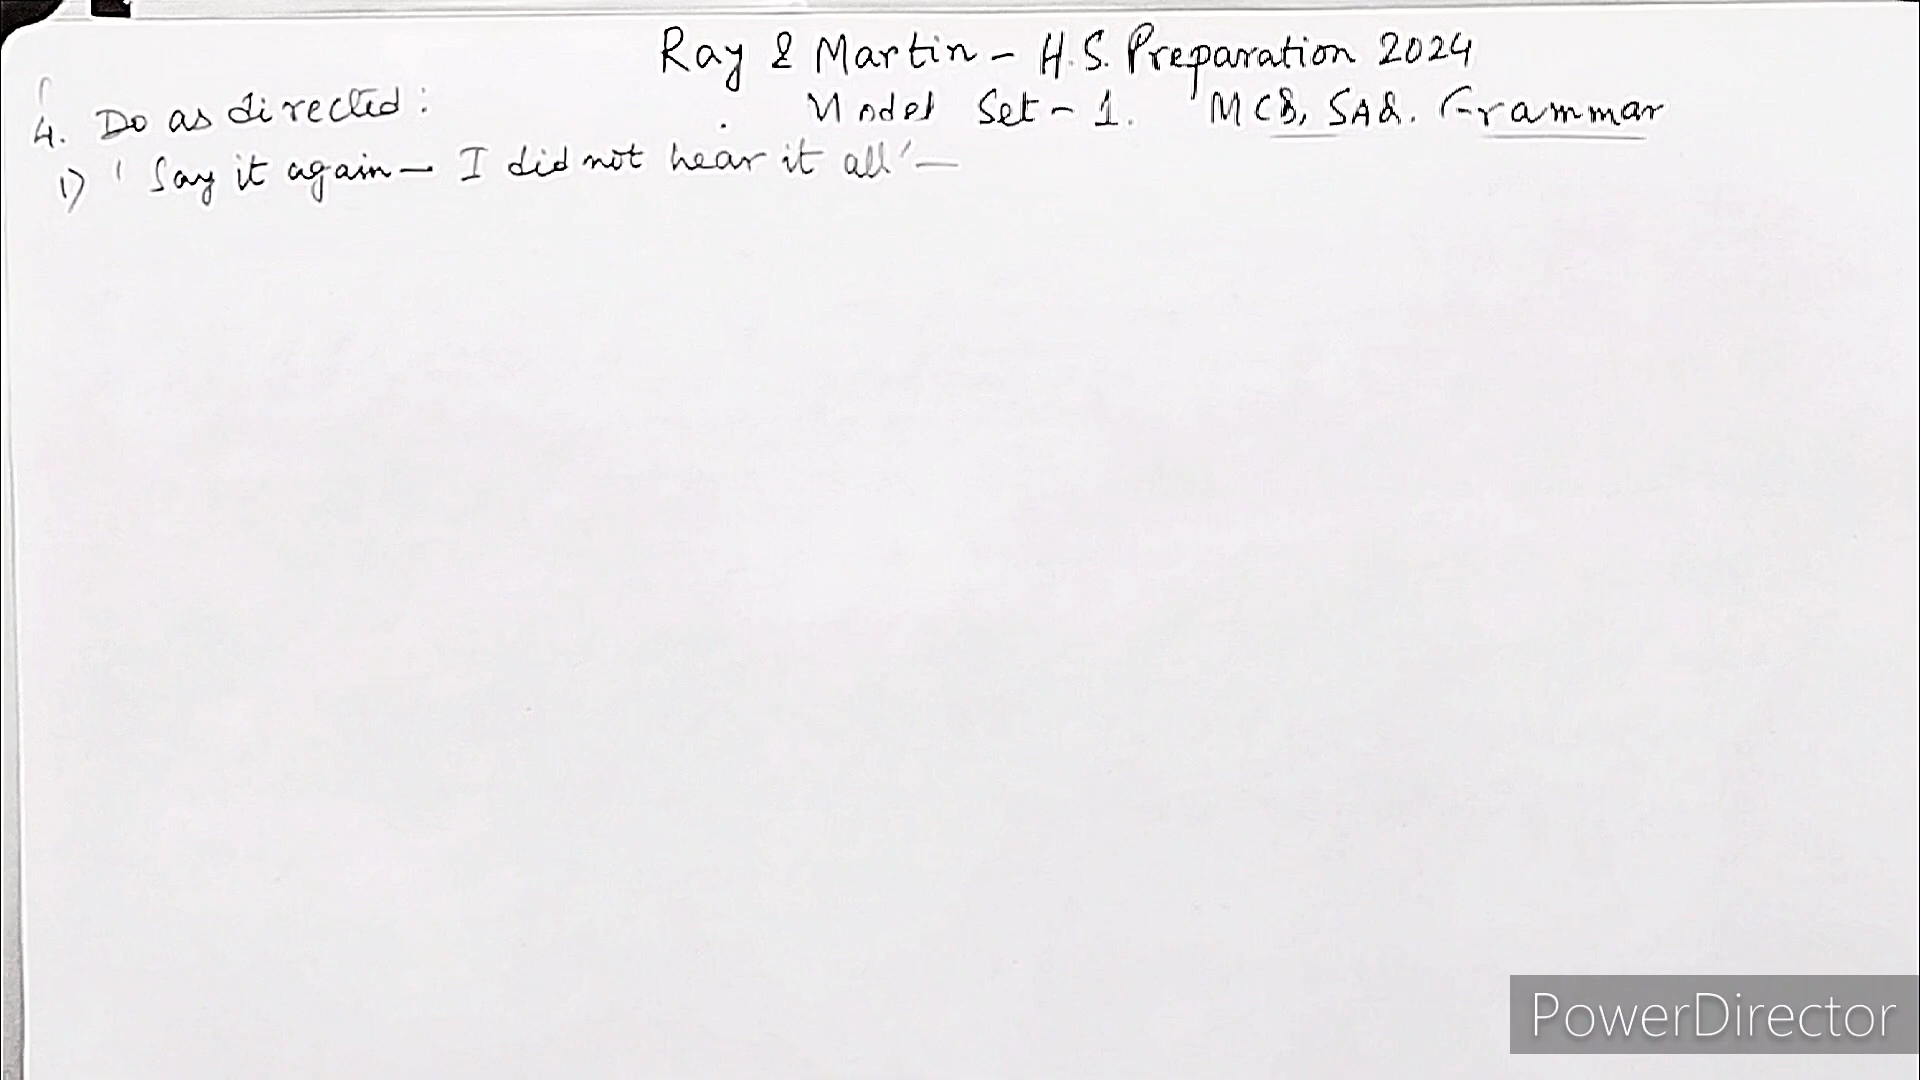 Ray & Martin - H.S. Preparation 2024
Model Set - 1. MCQ, SAQ. Grammar
4. Do as directed :
i) 'Say it again - I did not hear it all' -
PowerDirector